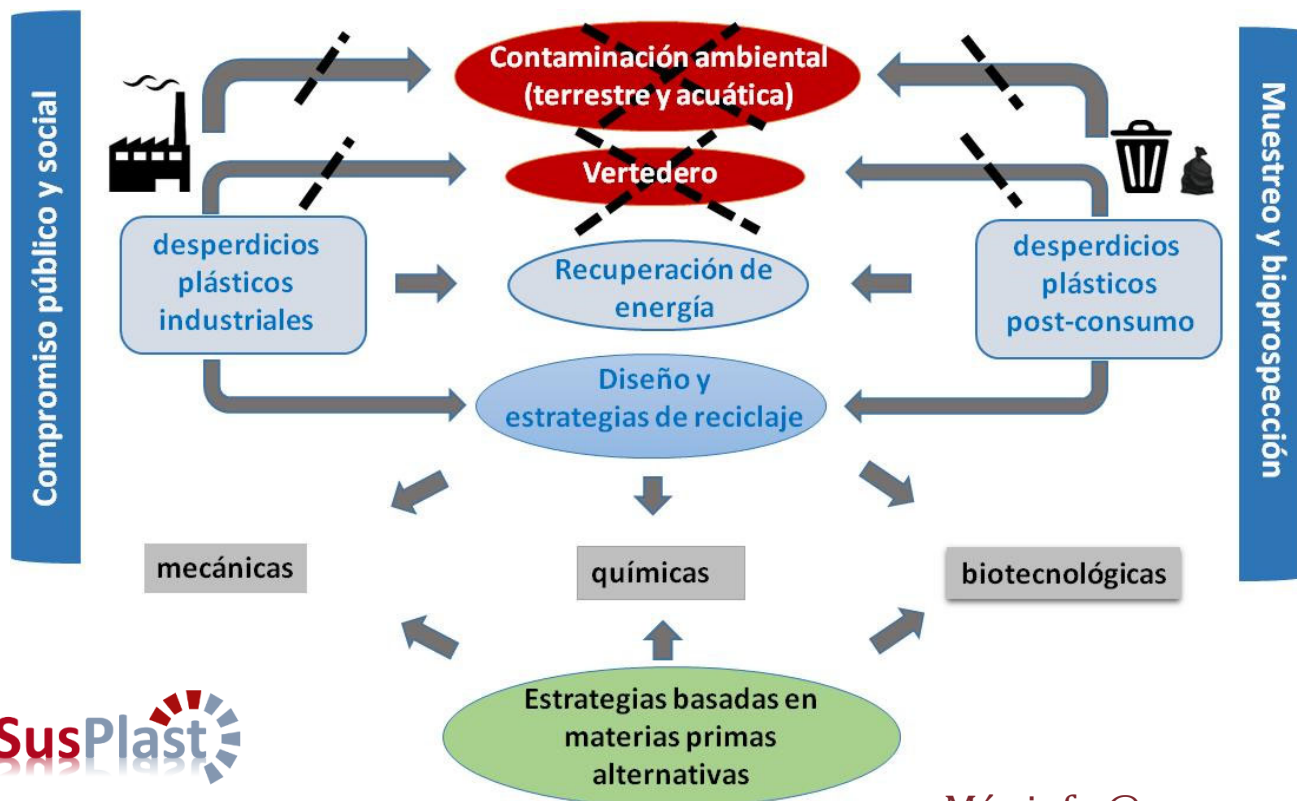 Compromiso público y social
Contaminación ambiental
(terrestre y acuática)
Vertedero
desperdicios
plásticos
industriales
Recuperación de
energía
desperdicios
plásticos
post-consumo
Muestreo y bioprospección
Diseño y
estrategias de reciclaje
mecánicas
químicas
biotecnológicas
Estrategias basadas en
materias primas
alternativas
SusPlast